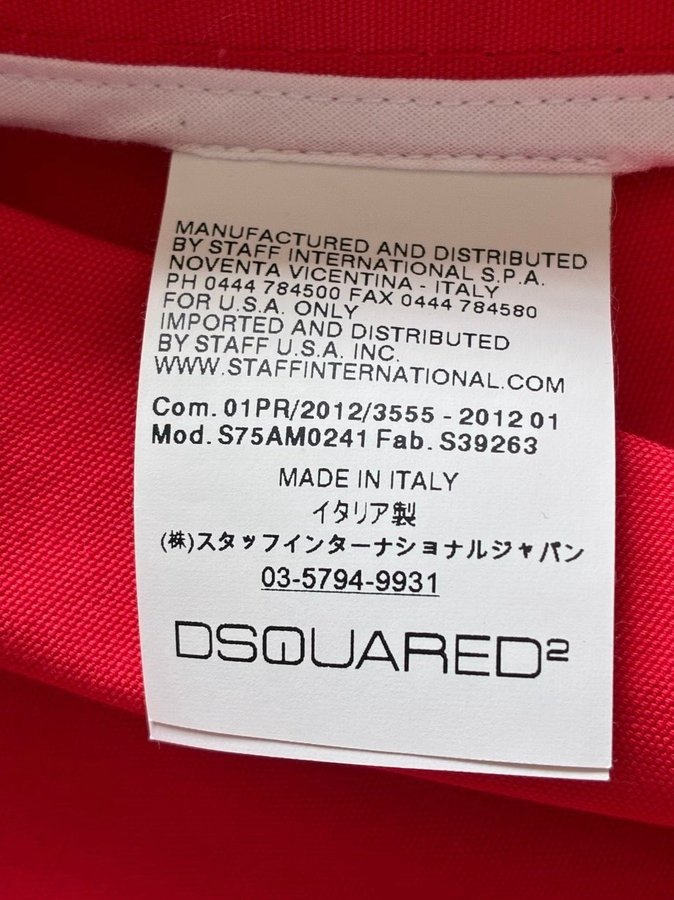 MANUFACTURED AND DISTRIBUTED
BY STAFF INTERNATIONAL S.P.A.
NOVENTA VICENTINA - ITALY
PH 0444 784500 FAX 0444 784580
FOR U.S.A. ONLY
IMPORTED AND DISTRIBUTED
BY STAFF U.S.A. INC.
WWW.STAFFINTERNATIONAL.COM
Com. 01PR/2012/3555 - 2012 01
Mod. S75AM0241 Fab. S39263
MADE IN ITALY
イタリア製
(株)スタッフインターナショナルジャパン
03-5794-9931
DSQUARED²